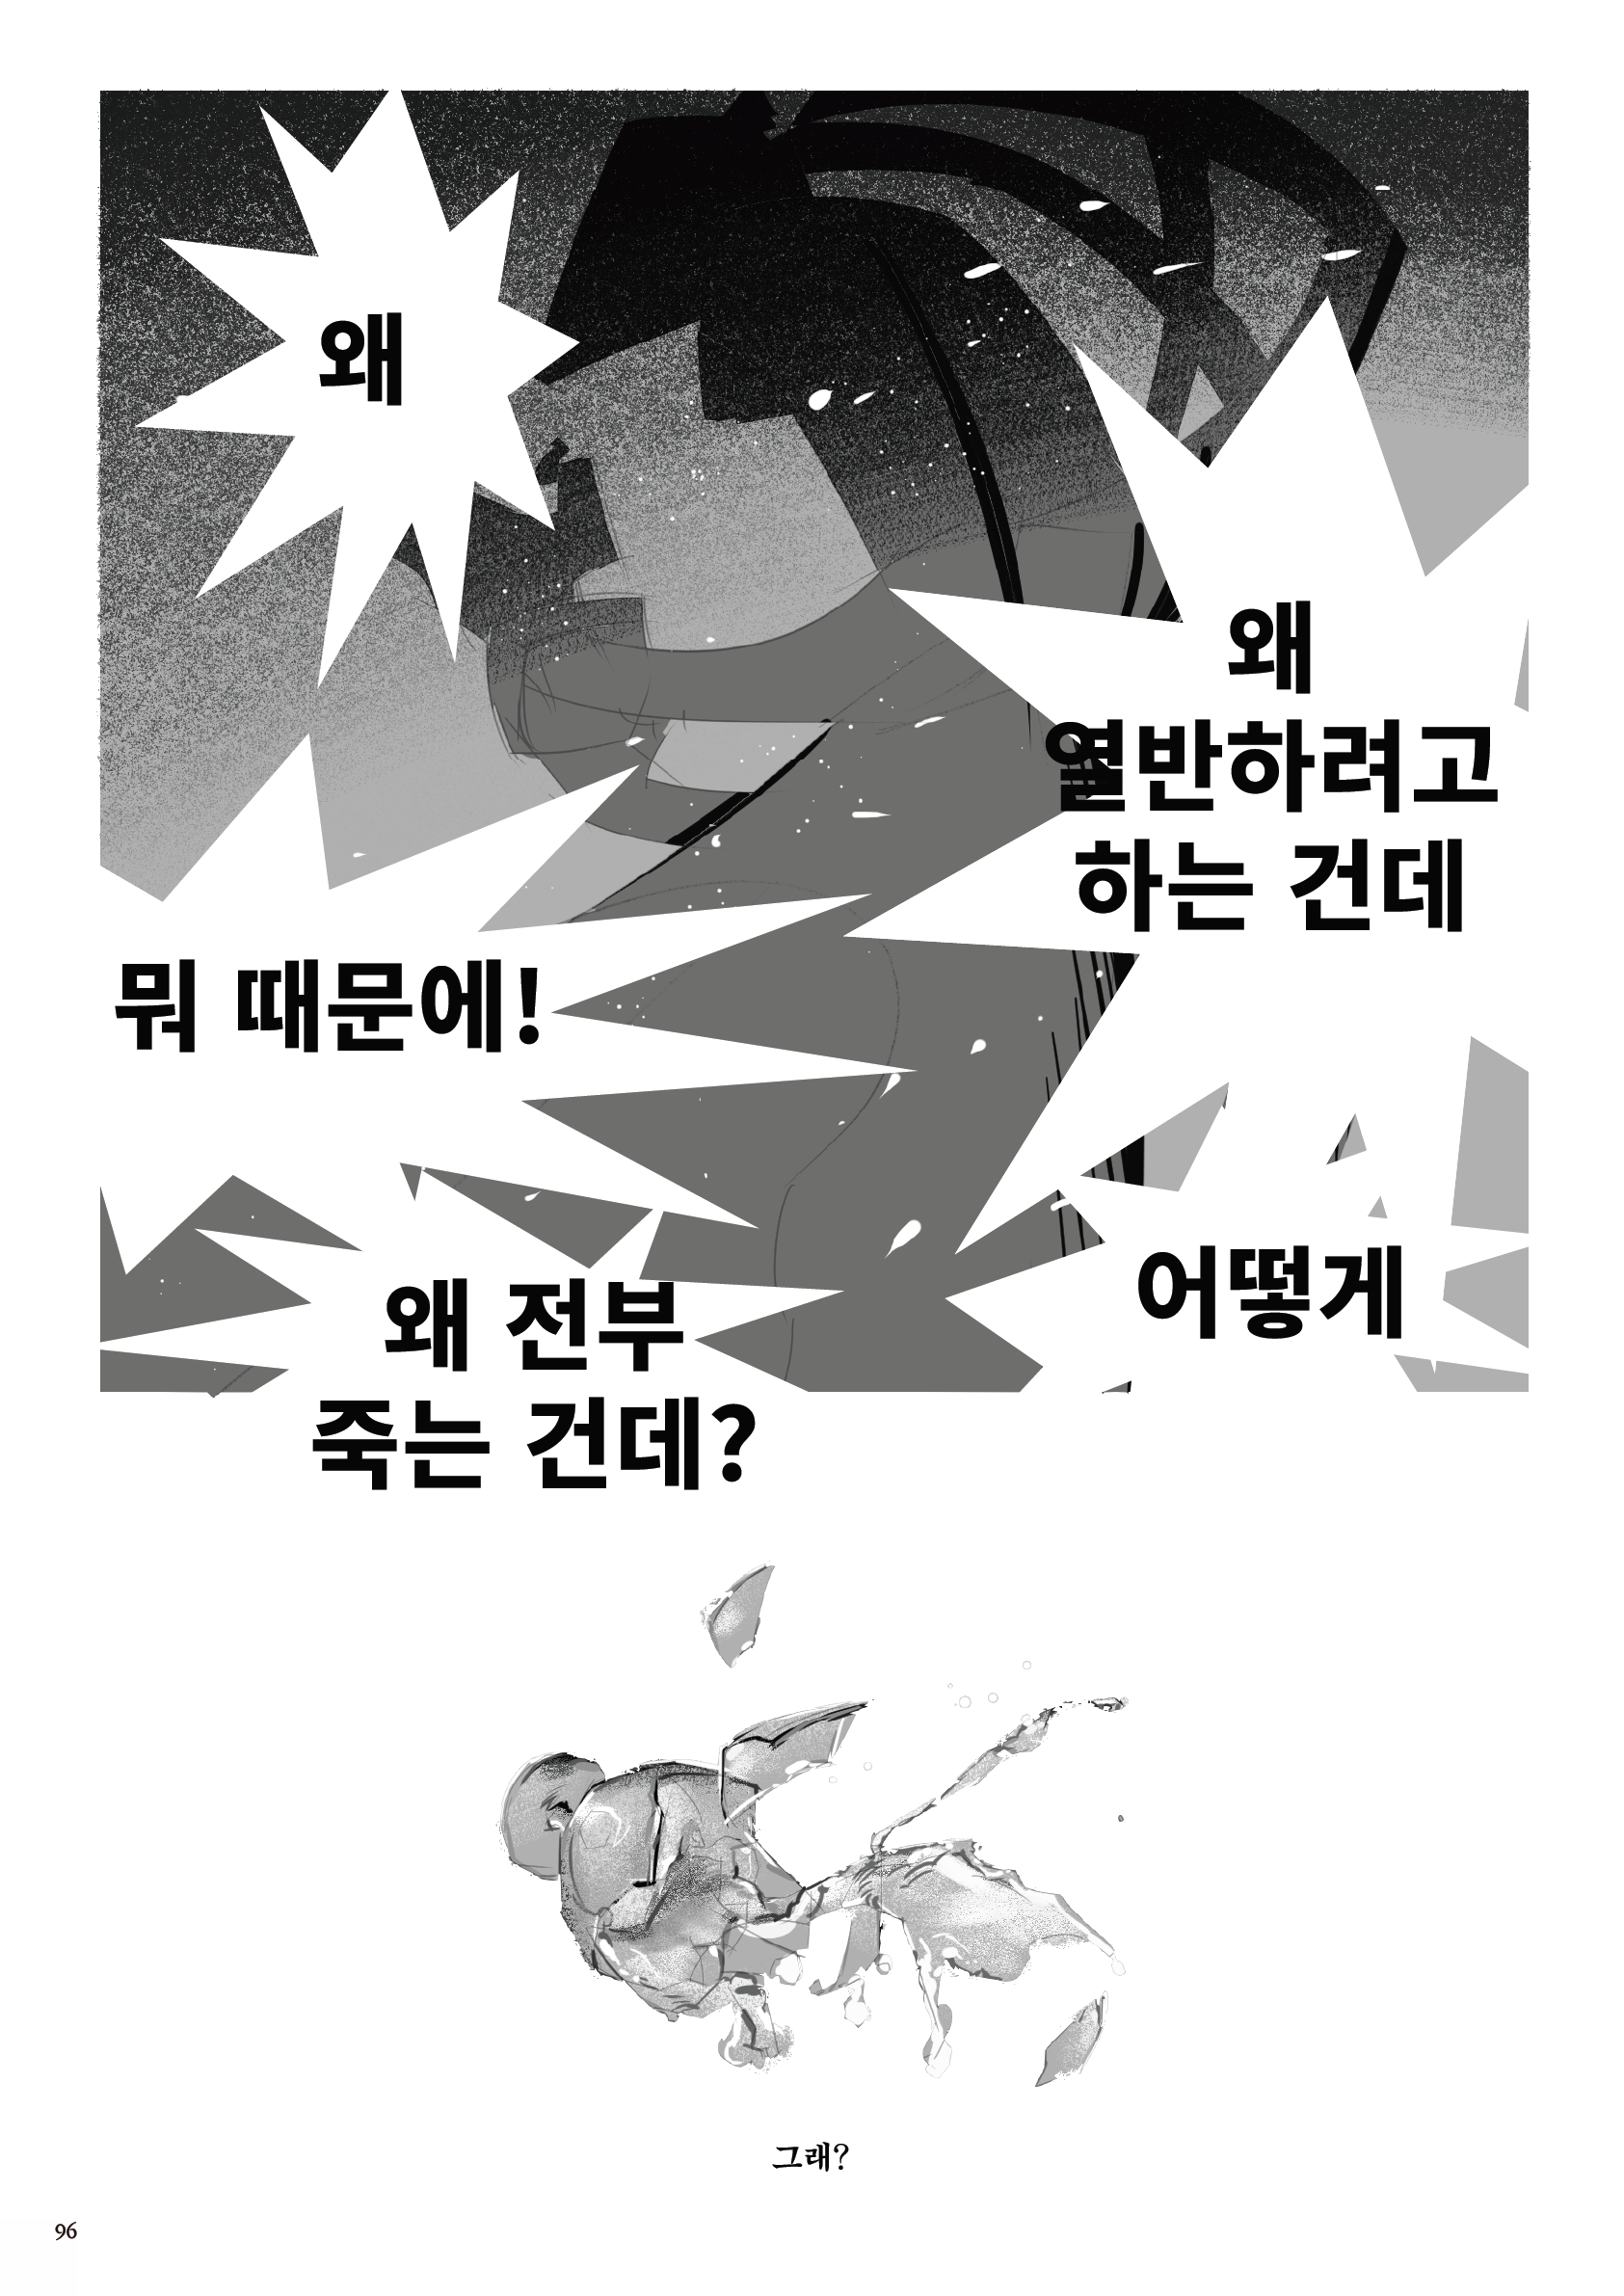 왜
왜
열반하려고
하는 건데
뭐 때문에!
어떻게
왜 전부
죽는 건데?
그래?
96